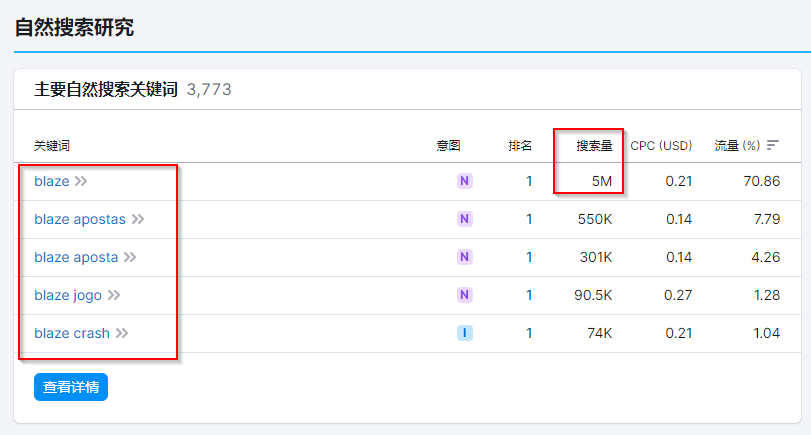 自然搜索研究
主要自然搜索关键词 3,773
关键词 意图 排名 搜索量 CPC (USD) 流量 (%)
blaze N 1 5M 0.21 70.86
blaze apostas N 1 550K 0.14 7.79
blaze aposta N 1 301K 0.14 4.26
blaze jogo N 1 90.5K 0.27 1.28
blaze crash I 1 74K 0.21 1.04
查看详情